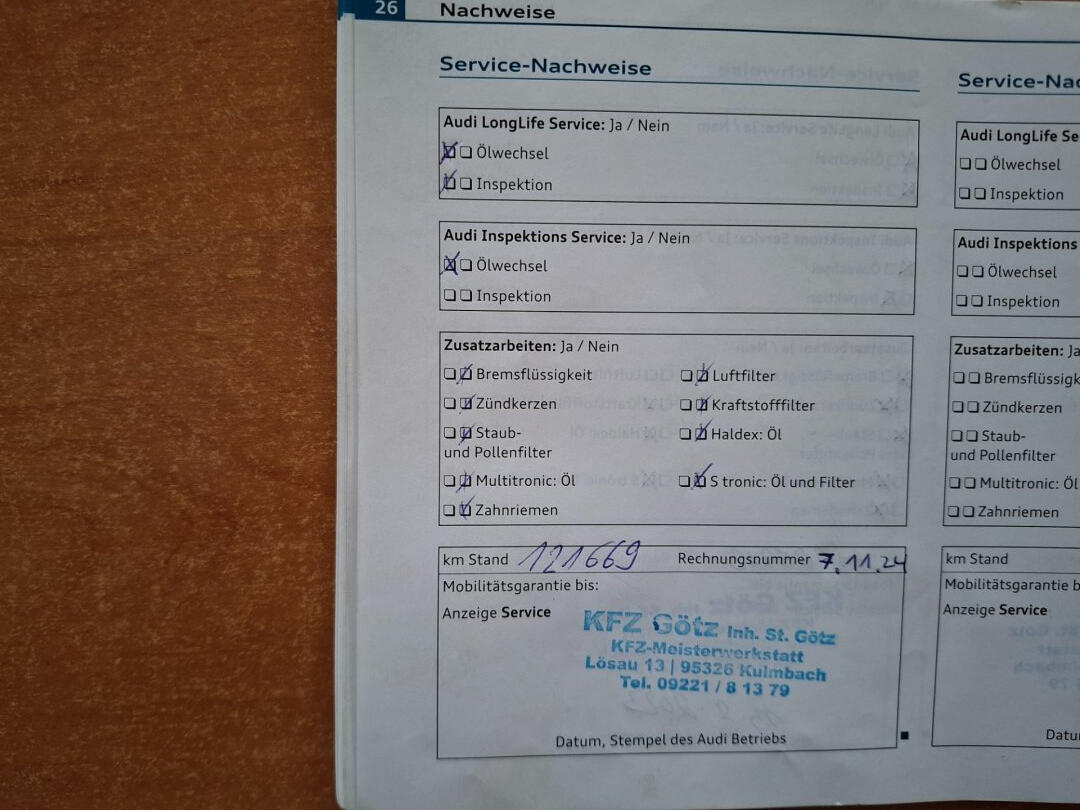 26 Nachweise
Service-Nachweise
Audi LongLife Service: Ja / Nein
Ölwechsel
Inspektion
Audi Inspektions Service: Ja / Nein
Ölwechsel
Inspektion
Zusatzarbeiten: Ja / Nein
Bremsflüssigkeit Luftfilter
Zündkerzen Kraftstofffilter
Staub- Haldex: Öl
und Pollenfilter
Multitronic: Öl S tronic: Öl und Filter
Zahnriemen
km Stand 121669 Rechnungsnummer 7.11.24
Mobilitätsgarantie bis:
Anzeige Service
KFZ Götz Inh. St. Götz
KFZ-Meisterwerkstatt
Lösau 13 | 95326 Kulmbach
Tel. 09221 / 8 13 79
Datum, Stempel des Audi Betriebs
Service-Nac
Audi LongLife Se
Ölwechsel
Inspektion
Audi Inspektions
Ölwechsel
Inspektion
Zusatzarbeiten: Ja
Bremsflüssigk
Zündkerzen
Staub-
und Pollenfilter
Multitronic: Öl
Zahnriemen
km Stand
Mobilitätsgarantie b
Anzeige Service
Datu